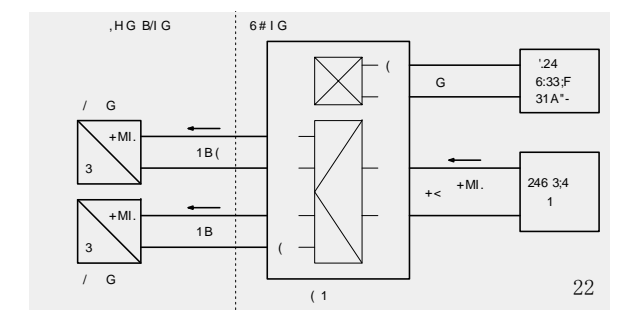 ,HG B/IG
6#IG
(
'.24
6:33;F
31A"-
G
/ G
+MI.
3
1B(
+MI.
+<
246 3;4
1
+MI.
3
1B
(
/ G
( 1
22